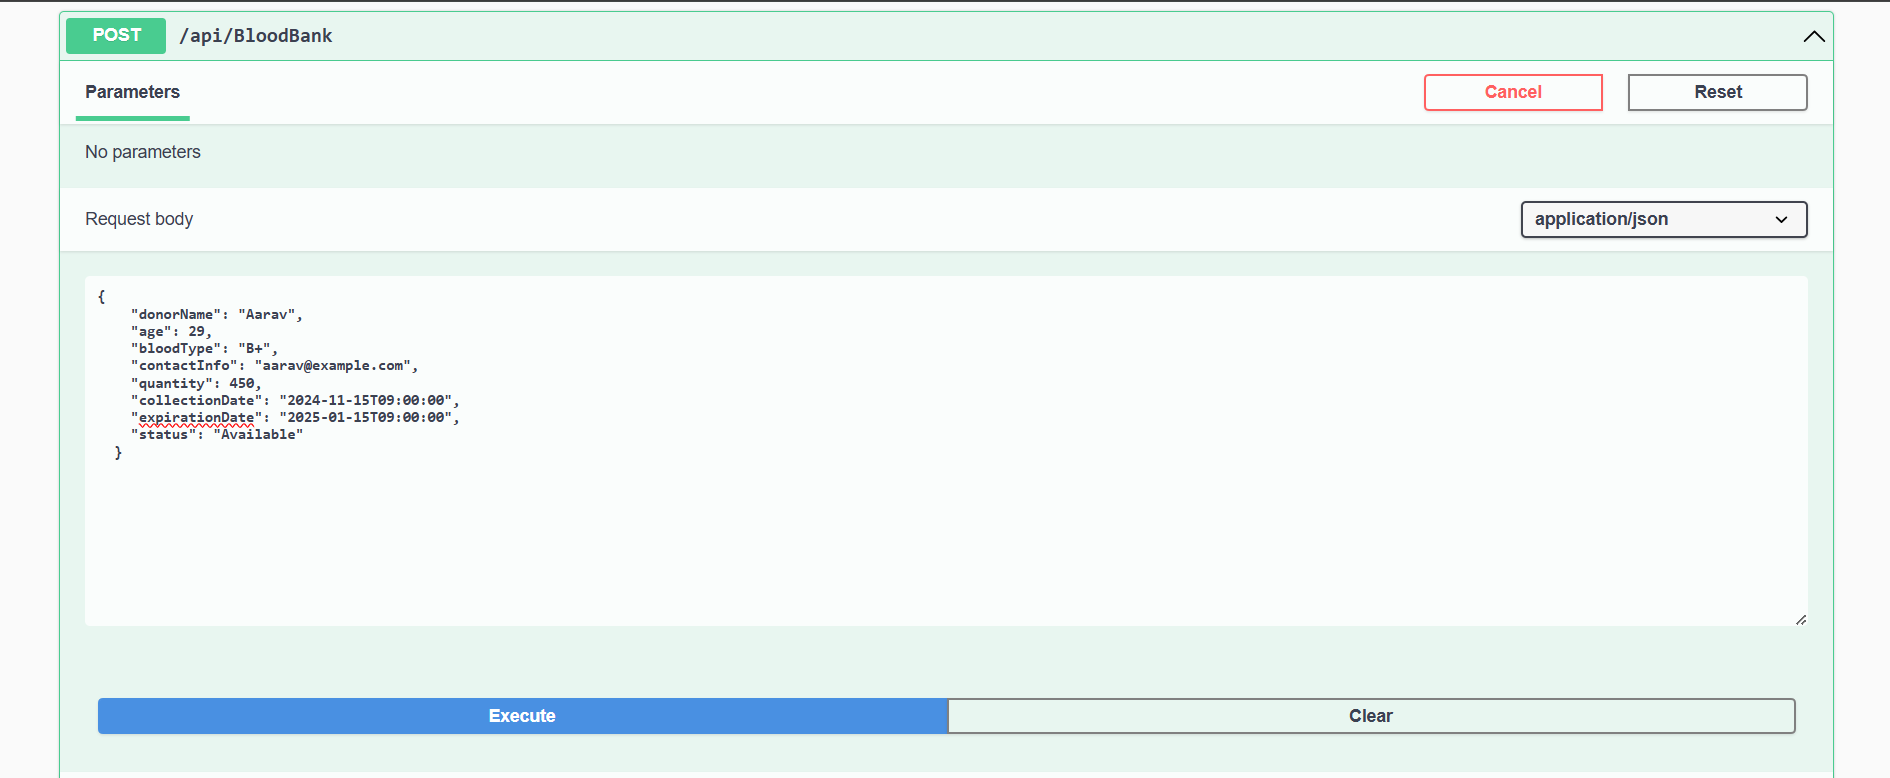 POST /api/BloodBank
Parameters
Cancel
Reset
No parameters
Request body
application/json
{
    "donorName": "Aarav",
    "age": 29,
    "bloodType": "B+",
    "contactInfo": "aarav@example.com",
    "quantity": 450,
    "collectionDate": "2024-11-15T09:00:00",
    "expirationDate": "2025-01-15T09:00:00",
    "status": "Available"
  }
Execute
Clear